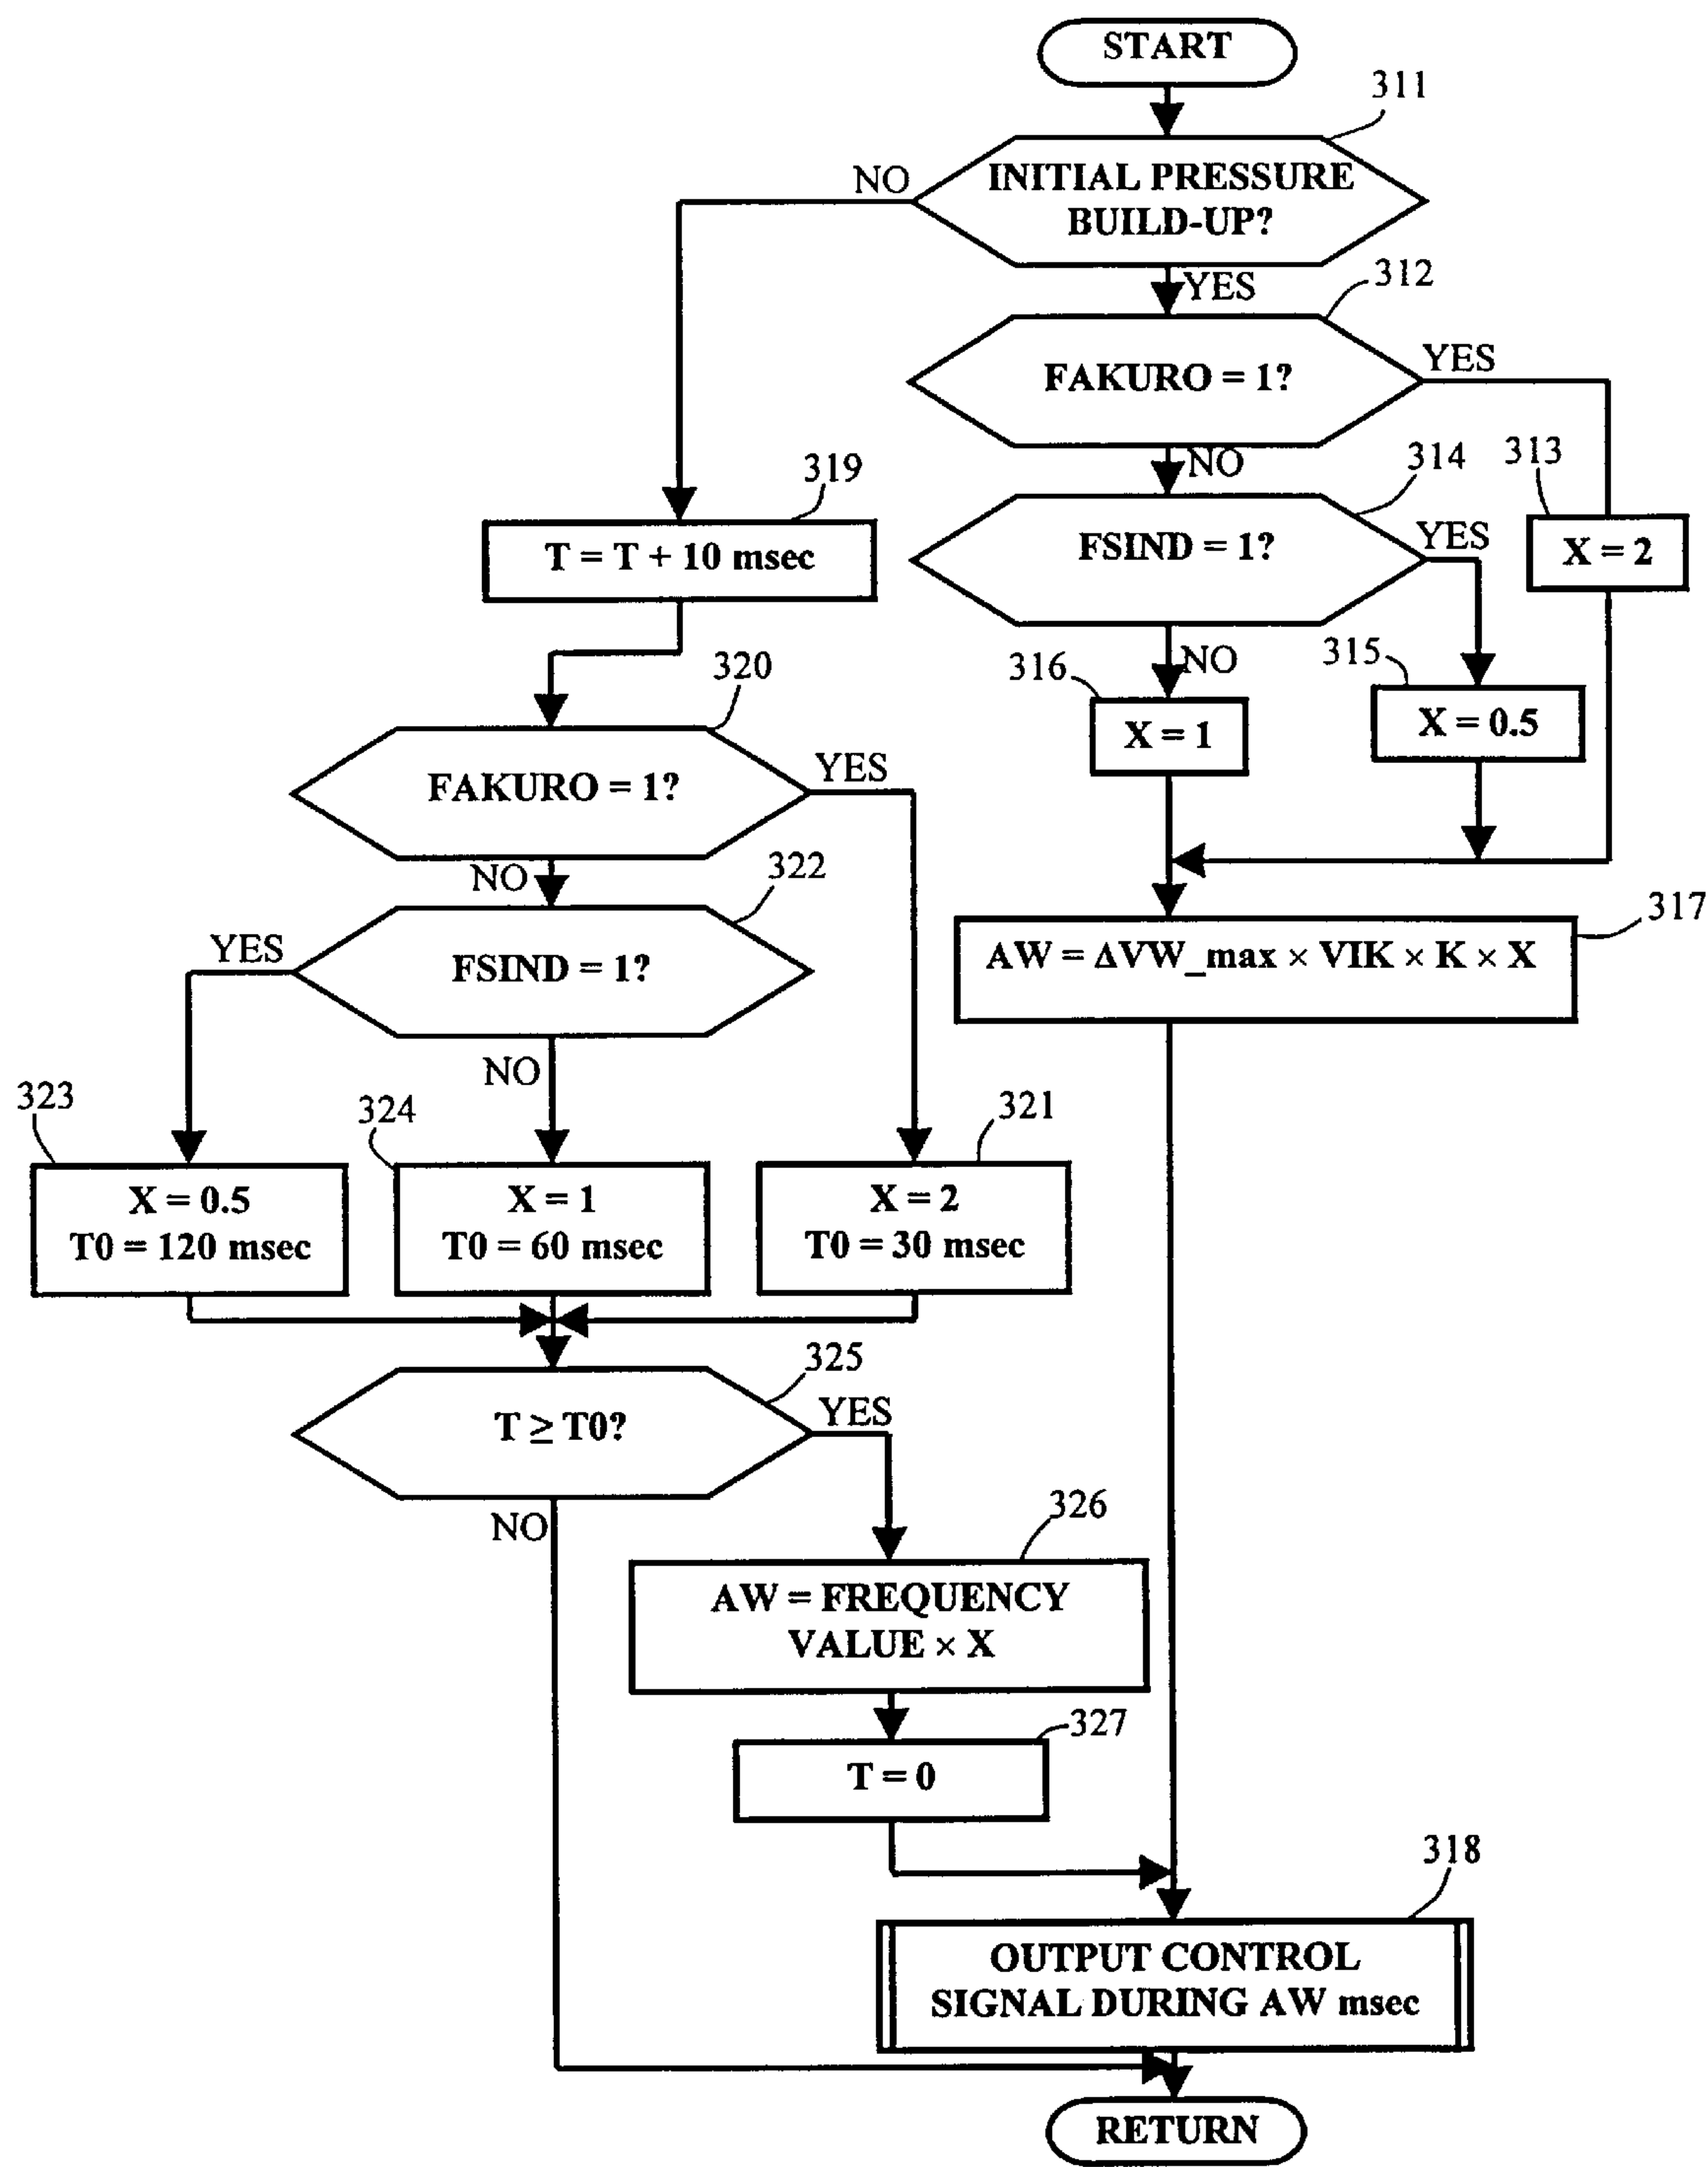 START
311
INITIAL PRESSURE
BUILD-UP?
NO
YES
312
FAKURO = 1?
YES
NO
314
313
FSIND = 1?
YES
X = 2
319
T = T + 10 msec
NO
316
315
X = 1
X = 0.5
320
FAKURO = 1?
YES
NO
322
317
AW = ΔVW_max × VIK × K × X
YES
FSIND = 1?
NO
323
324
321
X = 0.5
T0 = 120 msec
X = 1
T0 = 60 msec
X = 2
T0 = 30 msec
325
T ≥ T0?
YES
NO
326
AW = FREQUENCY
VALUE × X
327
T = 0
318
OUTPUT CONTROL
SIGNAL DURING AW msec
RETURN